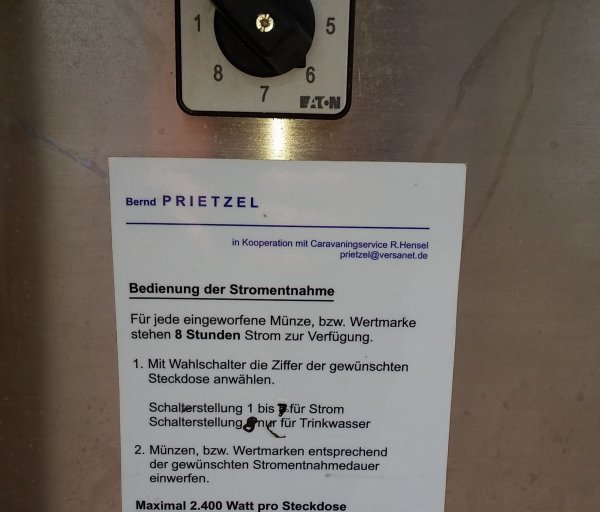 1 5
8 6
7
EATON
Bernd PRIETZEL
in Kooperation mit Caravaningservice R.Hensel
prietzel@versanet.de
Bedienung der Stromentnahme
Für jede eingeworfene Münze, bzw. Wertmarke
stehen 8 Stunden Strom zur Verfügung.
1. Mit Wahlschalter die Ziffer der gewünschten
Steckdose anwählen.
Schalterstellung 1 bis 7 für Strom
Schalterstellung 8 nur für Trinkwasser
2. Münzen, bzw. Wertmarken entsprechend
der gewünschten Stromentnahmedauer
einwerfen.
Maximal 2.400 Watt pro Steckdose